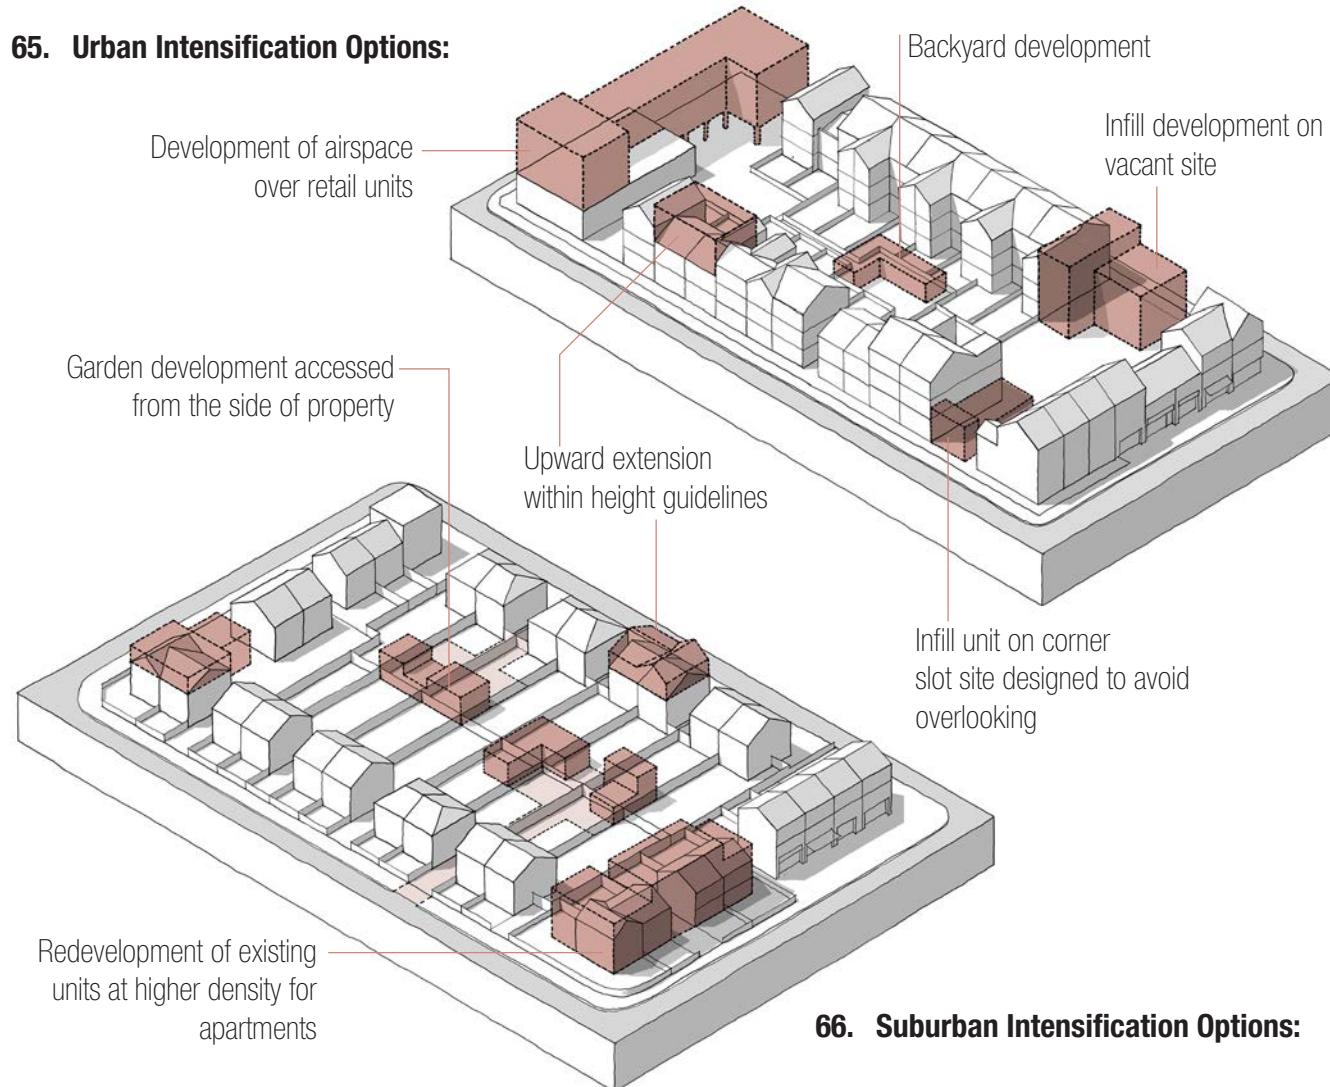 65. Urban Intensification Options:
Backyard development
Development of airspace
over retail units
Infill development on
vacant site
Garden development accessed
from the side of property
Upward extension
within height guidelines
Infill unit on corner
slot site designed to avoid
overlooking
Redevelopment of existing
units at higher density for
apartments
66. Suburban Intensification Options: